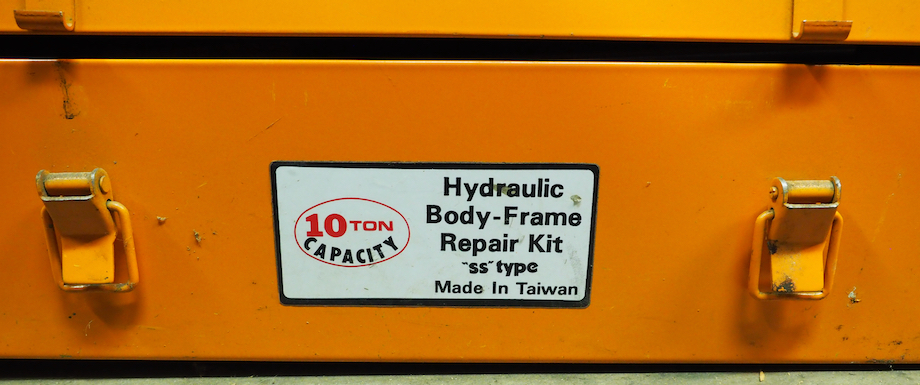 10 TON
CAPACITY
Hydraulic
Body-Frame
Repair Kit
"ss" type
Made In Taiwan